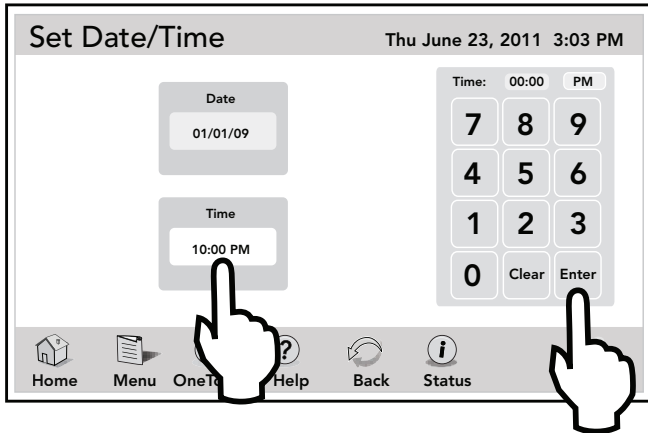 Set Date/Time
Thu June 23, 2011 3:03 PM
Date
01/01/09
Time
10:00 PM
Time: 00:00 PM
7 8 9
4 5 6
1 2 3
0 Clear Enter
Home Menu Help Back Status